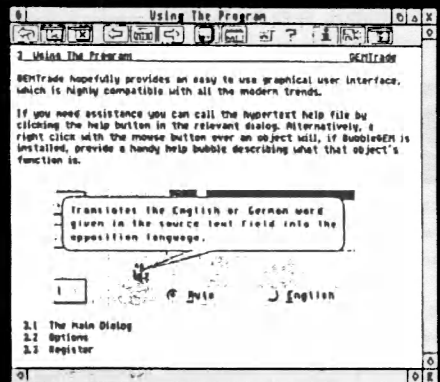 Using The Program
3 Using The Program GEMTrade
GEMTrade hopefully provides an easy to use graphical user interface,
which is highly compatible with all the modern trends.
If you need assistance you can call the hypertext help file by
clicking the help button in the relevant dialog. Alternatively, a
right click with the mouse button over an object will, if BubbleGEM is
installed, provide a handy help bubble describing what that object's
function is.
Translates the English or German word
given in the source text field into the
opposition language.
Auto English
3.1 The Main Dialog
3.2 Options
3.3 Register